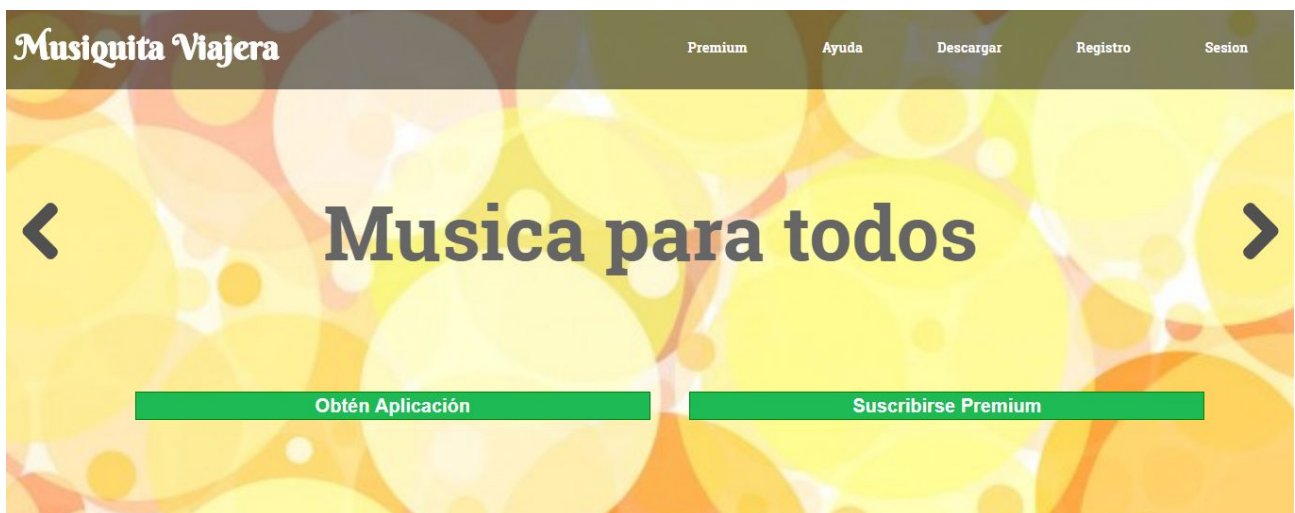 Musiquita Viajera
Premium Ayuda Descargar Registro Sesion
Musica para todos
Obtén Aplicación
Suscribirse Premium